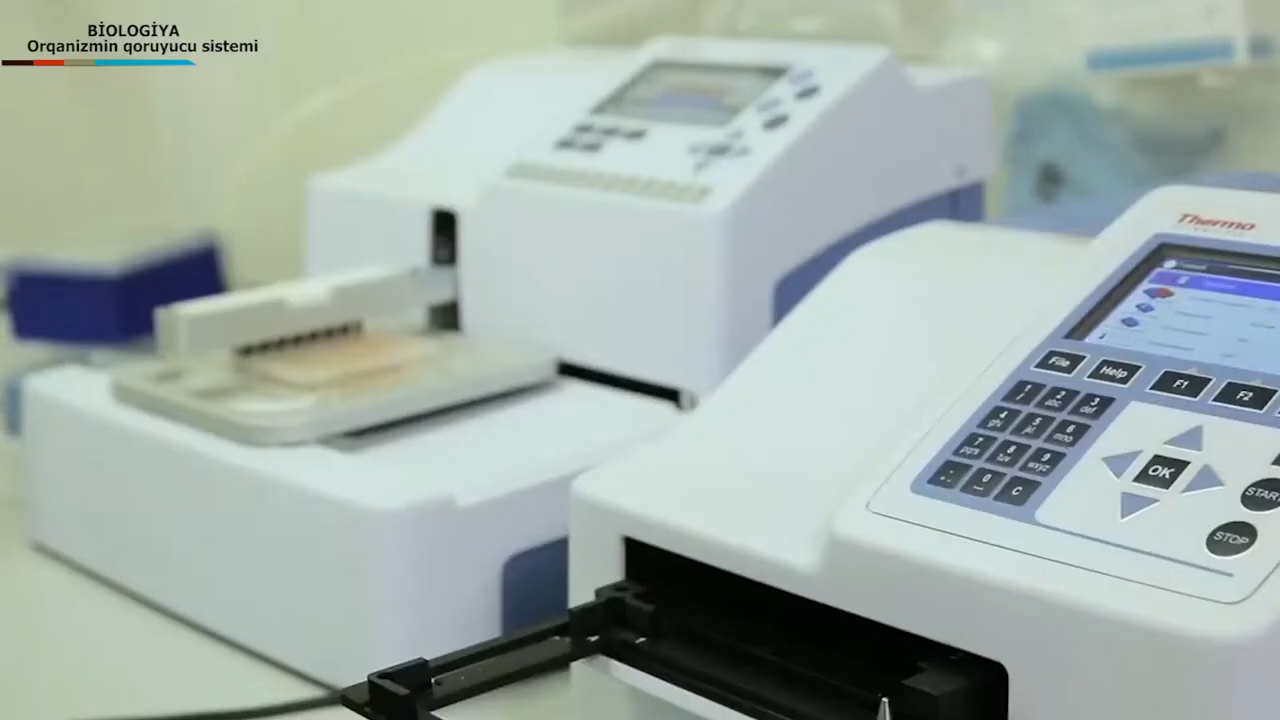 BİOLOGİYA
Orqanizmin qoruyucu sistemi
Thermo
File Help F1 F2
1 2 abc 3 def
4 ghi 5 jkl 6 mno
7 pqrs 8 tuv 9 wxyz
0 C
OK
START
STOP